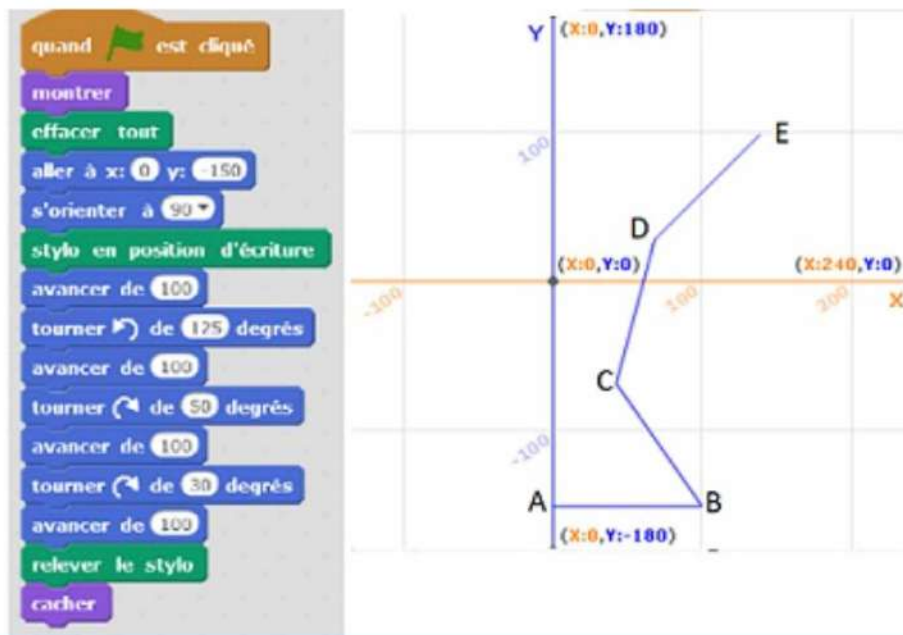 quand est cliqué
montrer
effacer tout
aller à x: 0 y: -150
s'orienter à 90
stylo en position d'écriture
avancer de 100
tourner de 125 degrés
avancer de 100
tourner de 50 degrés
avancer de 100
tourner de 30 degrés
avancer de 100
relever le stylo
cacher
Y (X:0,Y:180)
E
100
D
(X:0,Y:0) (X:240,Y:0)
-100 100 200 X
C
-100
A B
(X:0,Y:-180)